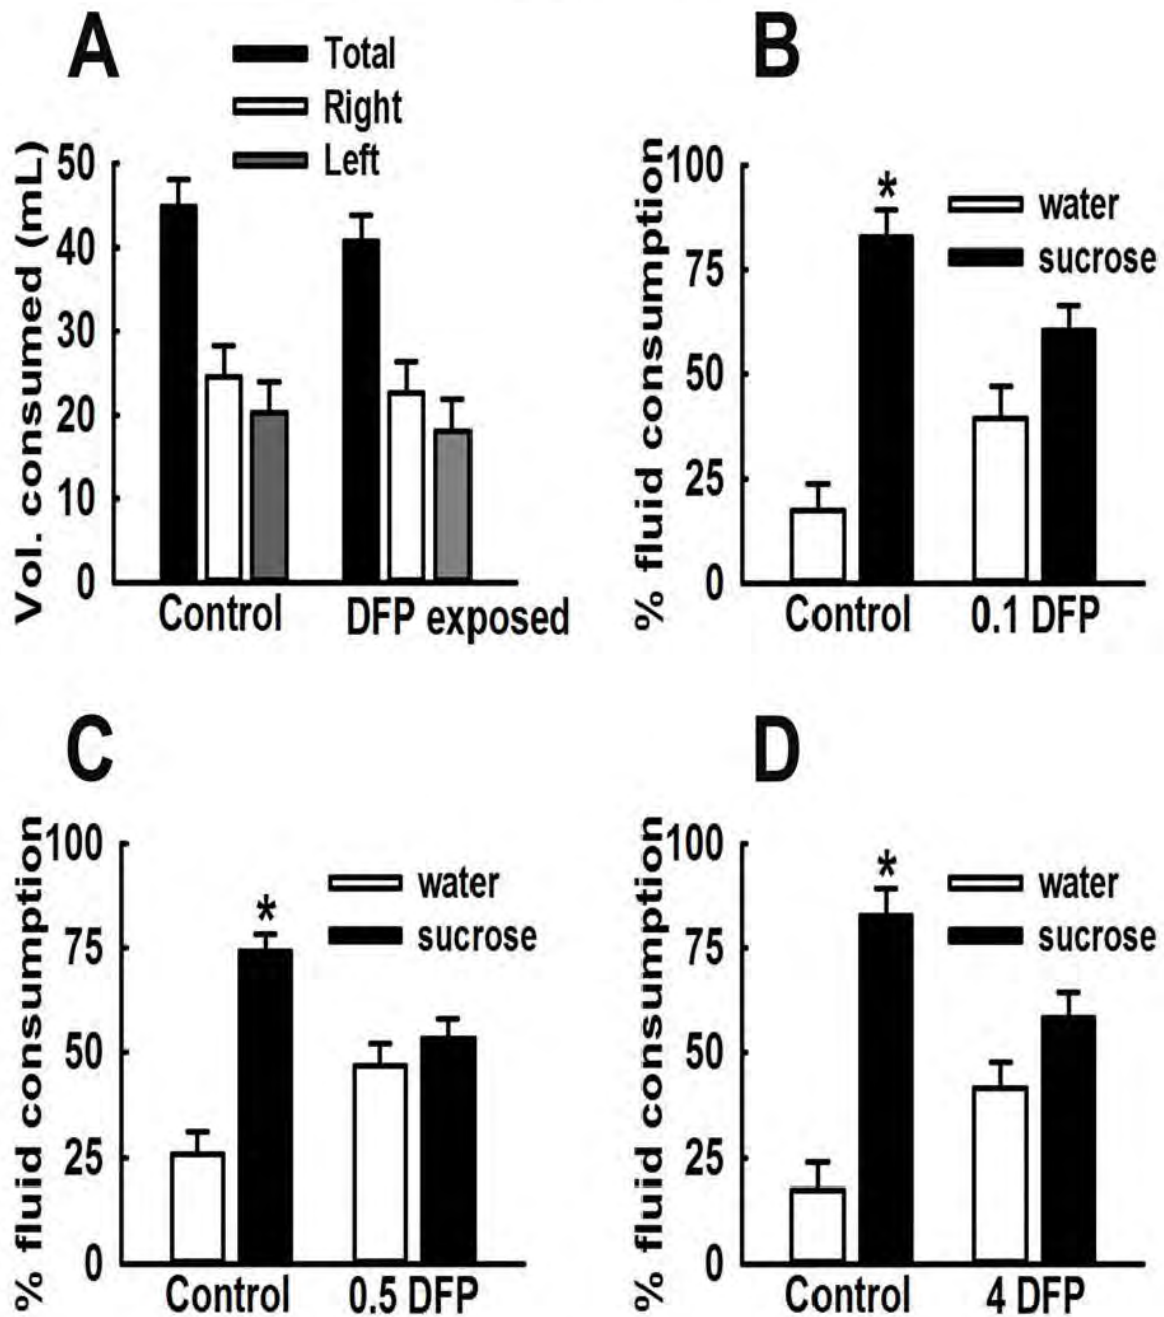 A
Total
Right
Left
Vol. consumed (mL)
50
40
30
20
10
0
Control
DFP exposed
B
water
sucrose
% fluid consumption
100
75
50
25
0
*
Control
0.1 DFP
C
water
sucrose
% fluid consumption
100
75
50
25
0
*
Control
0.5 DFP
D
water
sucrose
% fluid consumption
100
75
50
25
0
*
Control
4 DFP